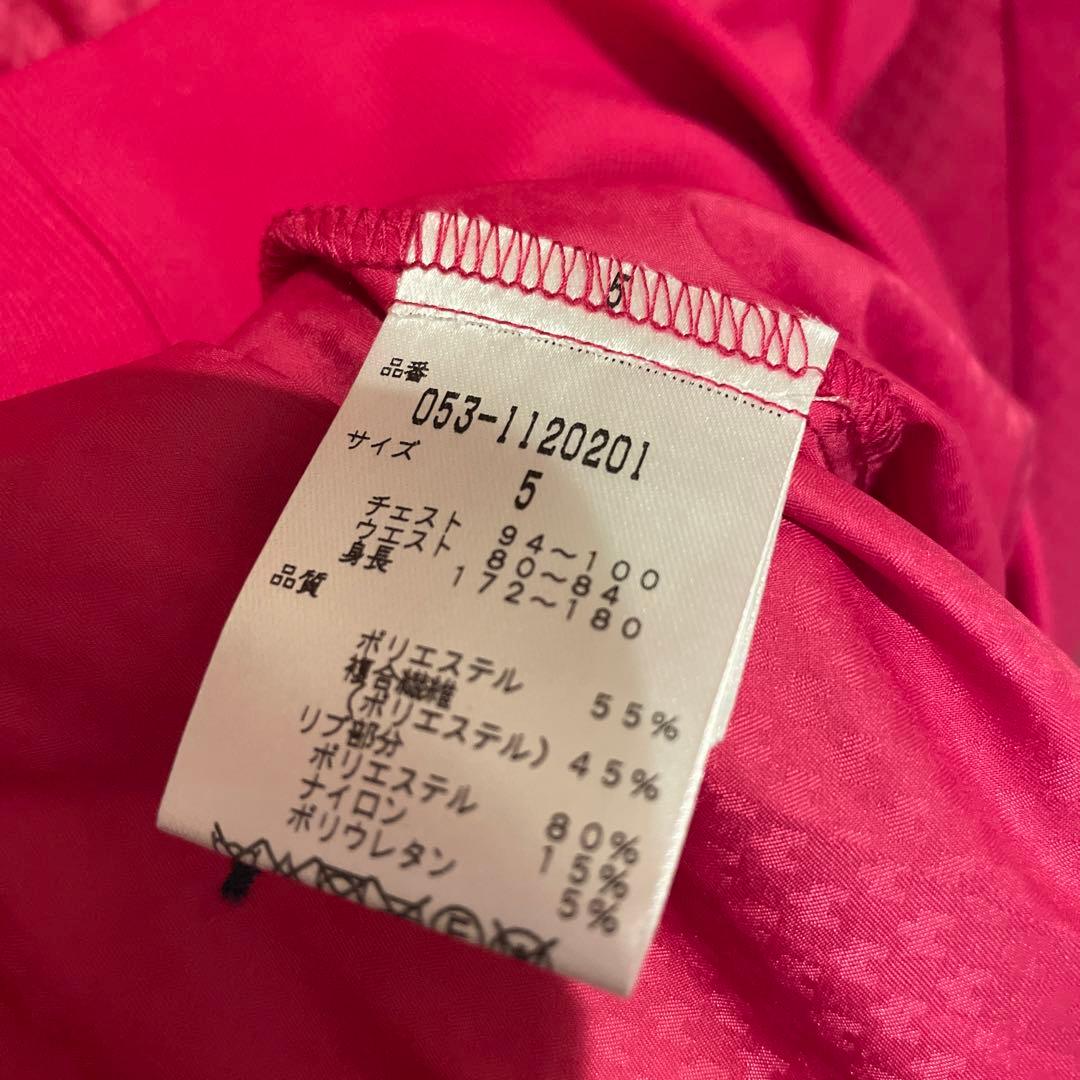 5
品番
053-1120201
サイズ
5
チェスト 94～100
ウエスト 80～84
身長 172～180
品質
ポリエステル 55%
複合繊維
(ポリエステル) 45%
リブ部分
ポリエステル 80%
ナイロン 15%
ポリウレタン 5%